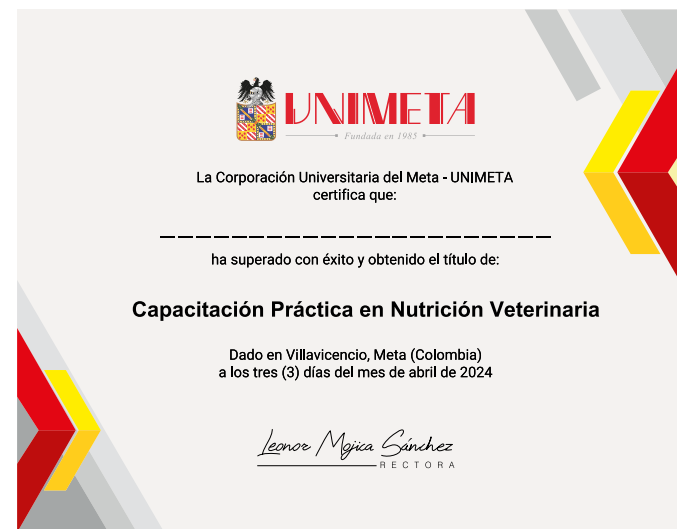 UNIMETA
Fundada en 1985
La Corporación Universitaria del Meta - UNIMETA
certifica que:
ha superado con éxito y obtenido el título de:
Capacitación Práctica en Nutrición Veterinaria
Dado en Villavicencio, Meta (Colombia)
a los tres (3) días del mes de abril de 2024
Leonor Mojica Sánchez
RECTORA